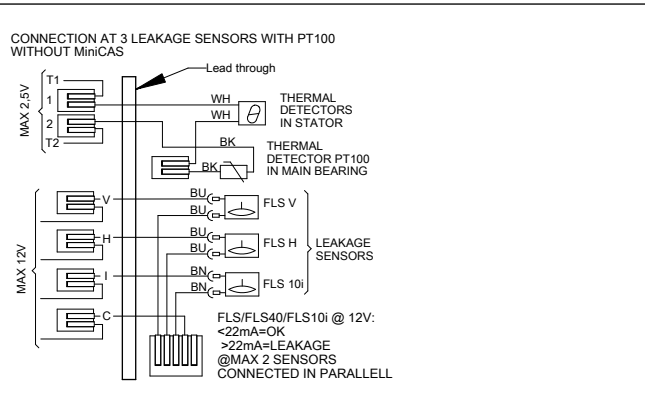 CONNECTION AT 3 LEAKAGE SENSORS WITH PT100
WITHOUT MiniCAS
Lead through
MAX 2,5V
T1
1
2
T2
WH
WH
THERMAL
DETECTORS
IN STATOR
BK
BK
THERMAL
DETECTOR PT100
IN MAIN BEARING
MAX 12V
V
BU
BU
FLS V
H
BU
BU
FLS H
I
BN
BN
FLS 10i
LEAKAGE
SENSORS
C
FLS/FLS40/FLS10i @ 12V:
<22mA=OK
>22mA=LEAKAGE
@MAX 2 SENSORS
CONNECTED IN PARALLELL